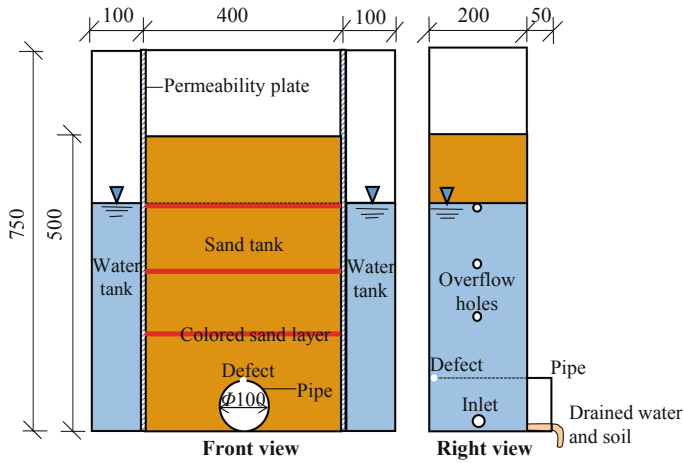 100
400
100
200
50
Permeability plate
750
500
Sand tank
Water
tank
Water
tank
Overflow
holes
Colored sand layer
Defect
Pipe
Φ100
Defect
Pipe
Inlet
Drained water
and soil
Front view
Right view